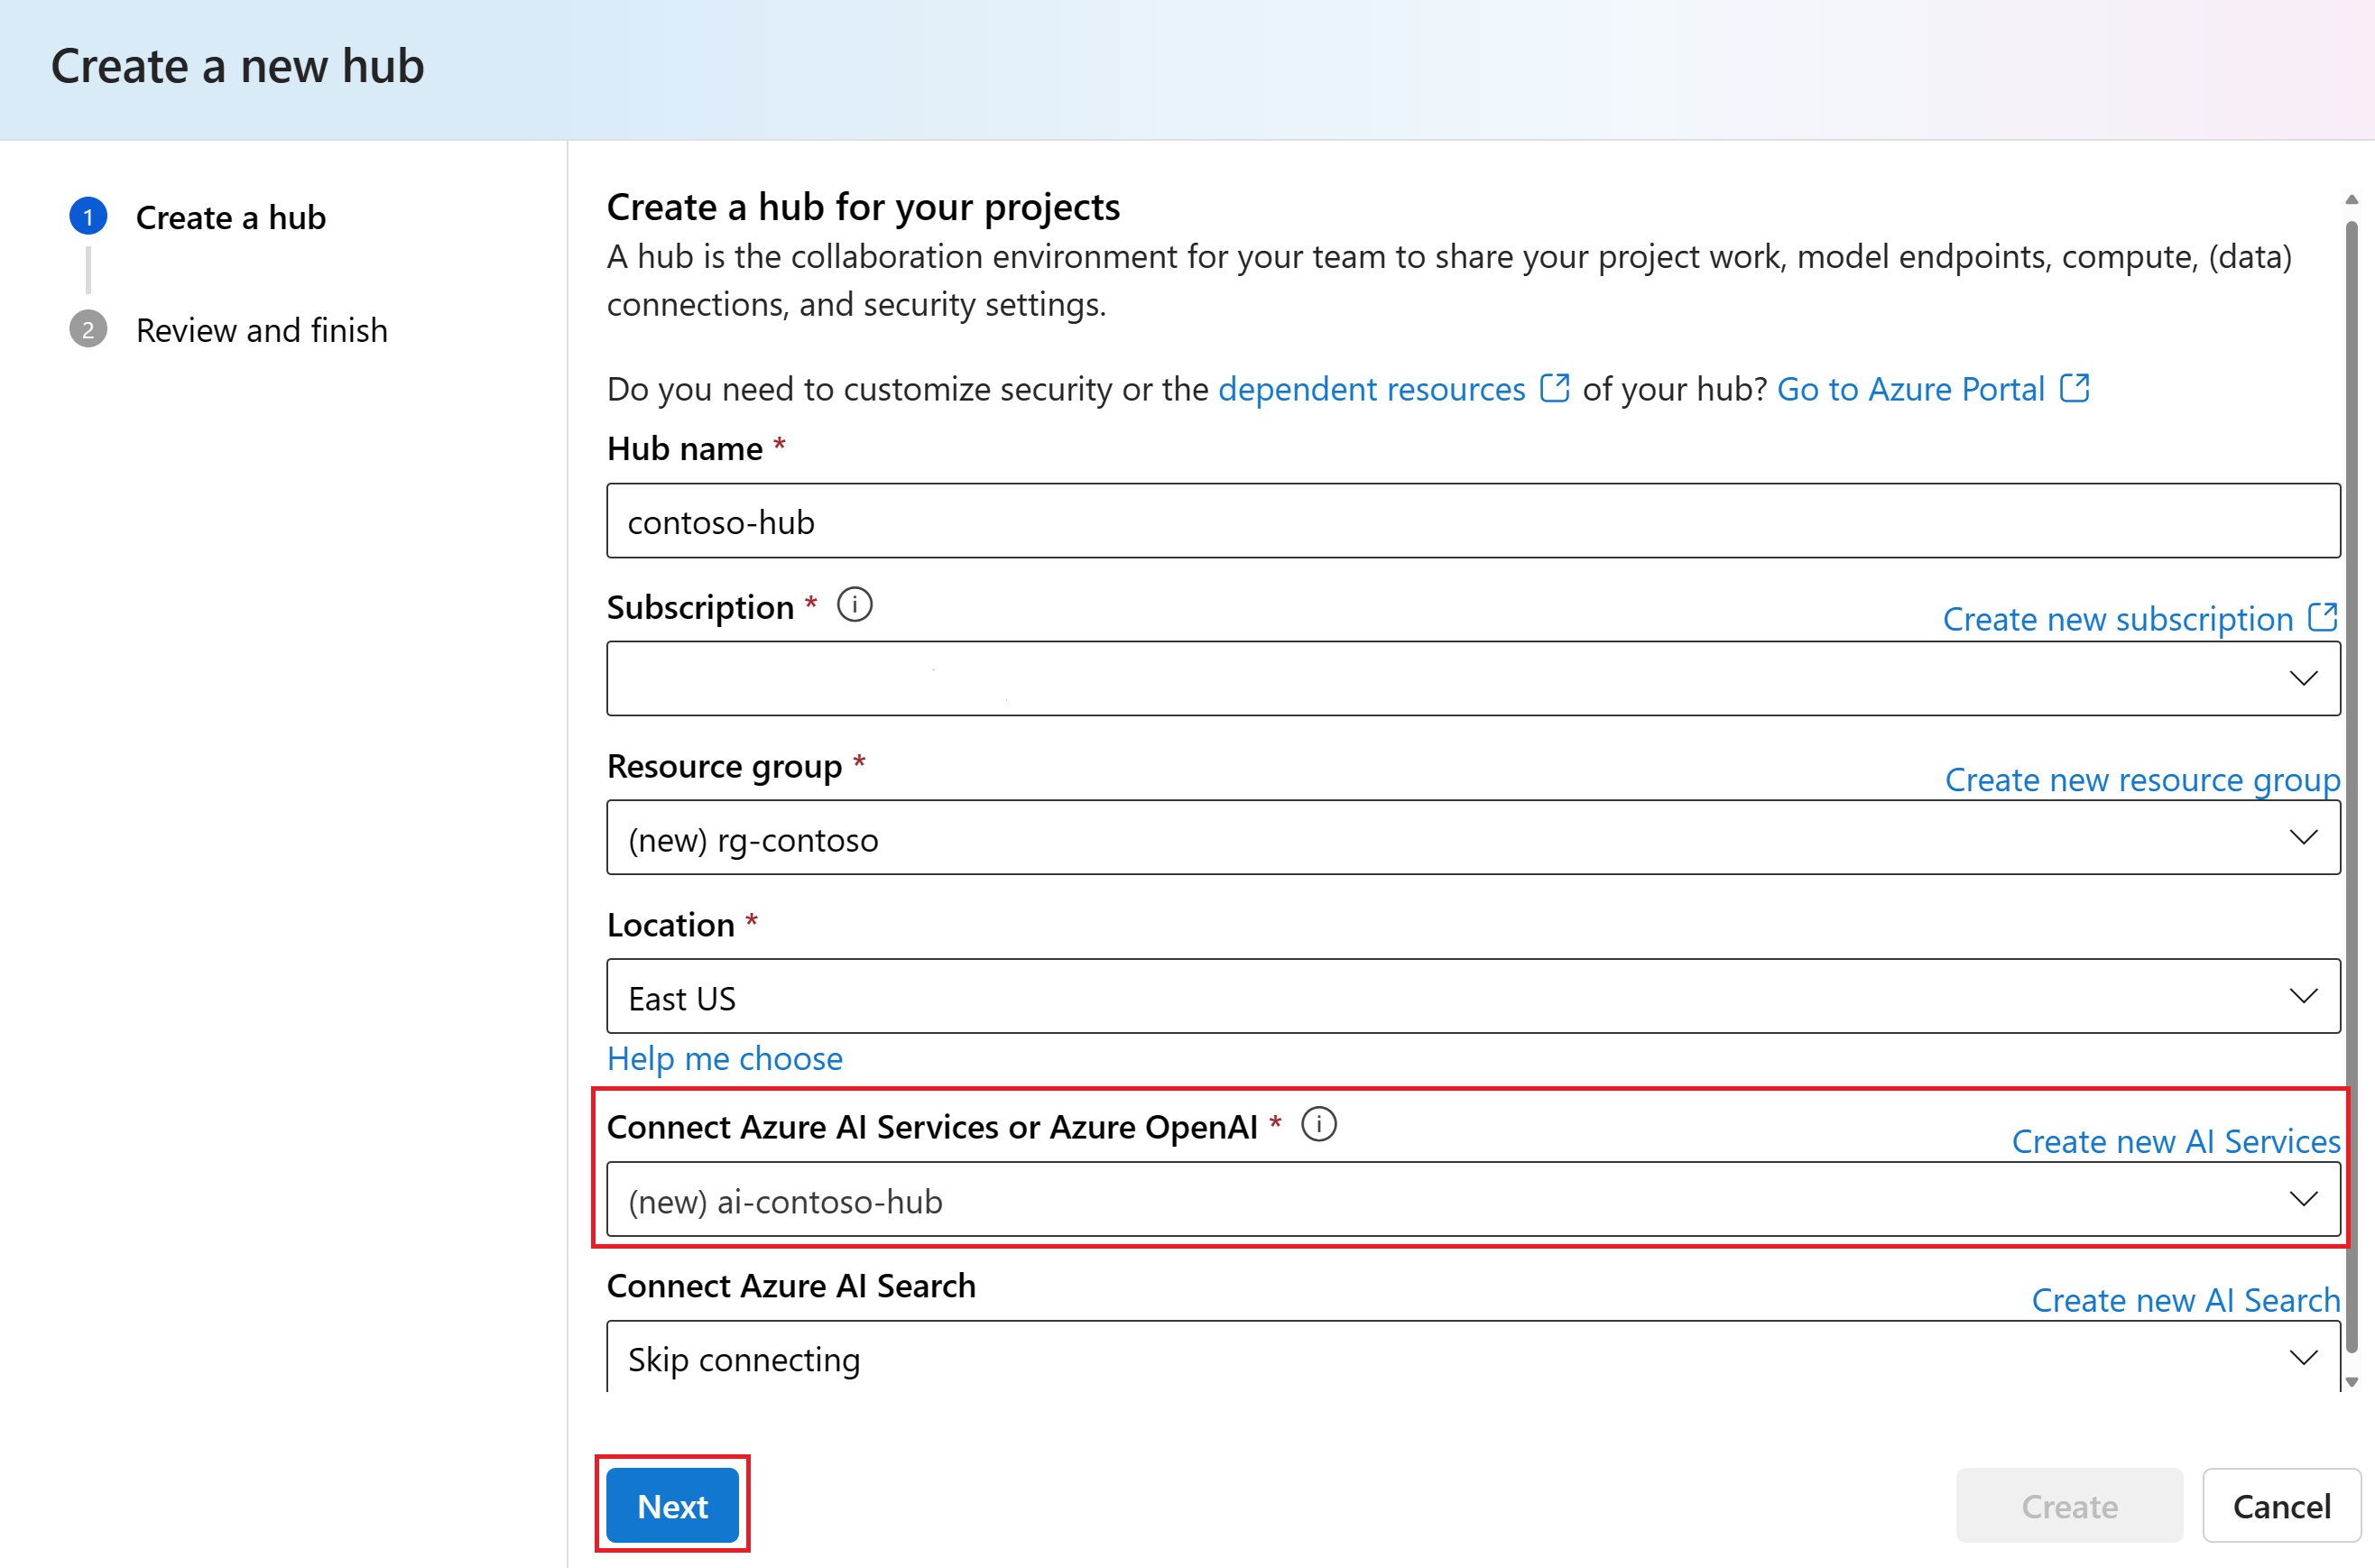 Create a new hub
1 Create a hub
2 Review and finish
Create a hub for your projects
A hub is the collaboration environment for your team to share your project work, model endpoints, compute, (data)
connections, and security settings.
Do you need to customize security or the dependent resources of your hub? Go to Azure Portal
Hub name *
contoso-hub
Subscription * i
Create new subscription
Resource group *
Create new resource group
(new) rg-contoso
Location *
East US
Help me choose
Connect Azure AI Services or Azure OpenAI * i
Create new AI Services
(new) ai-contoso-hub
Connect Azure AI Search
Create new AI Search
Skip connecting
Next
Create
Cancel